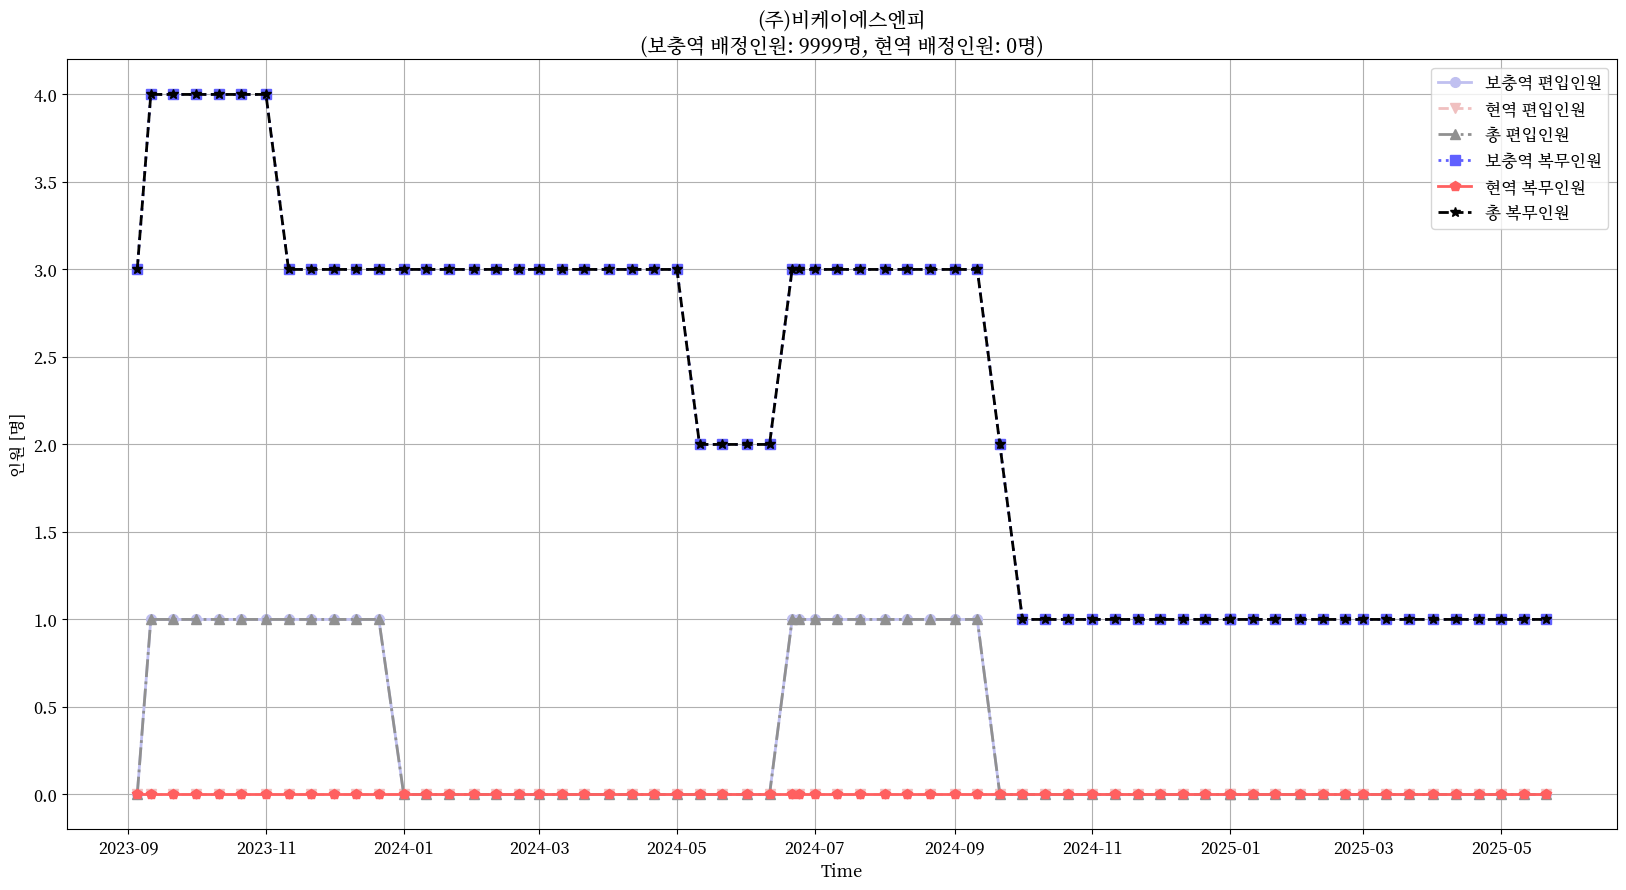 (주)비케이에스엔피
(보충역 배정인원: 9999명, 현역 배정인원: 0명)
보충역 편입인원
현역 편입인원
총 편입인원
보충역 복무인원
현역 복무인원
총 복무인원
인원 [명]
4.0
3.5
3.0
2.5
2.0
1.5
1.0
0.5
0.0
2023-09
2023-11
2024-01
2024-03
2024-05
2024-07
2024-09
2024-11
2025-01
2025-03
2025-05
Time